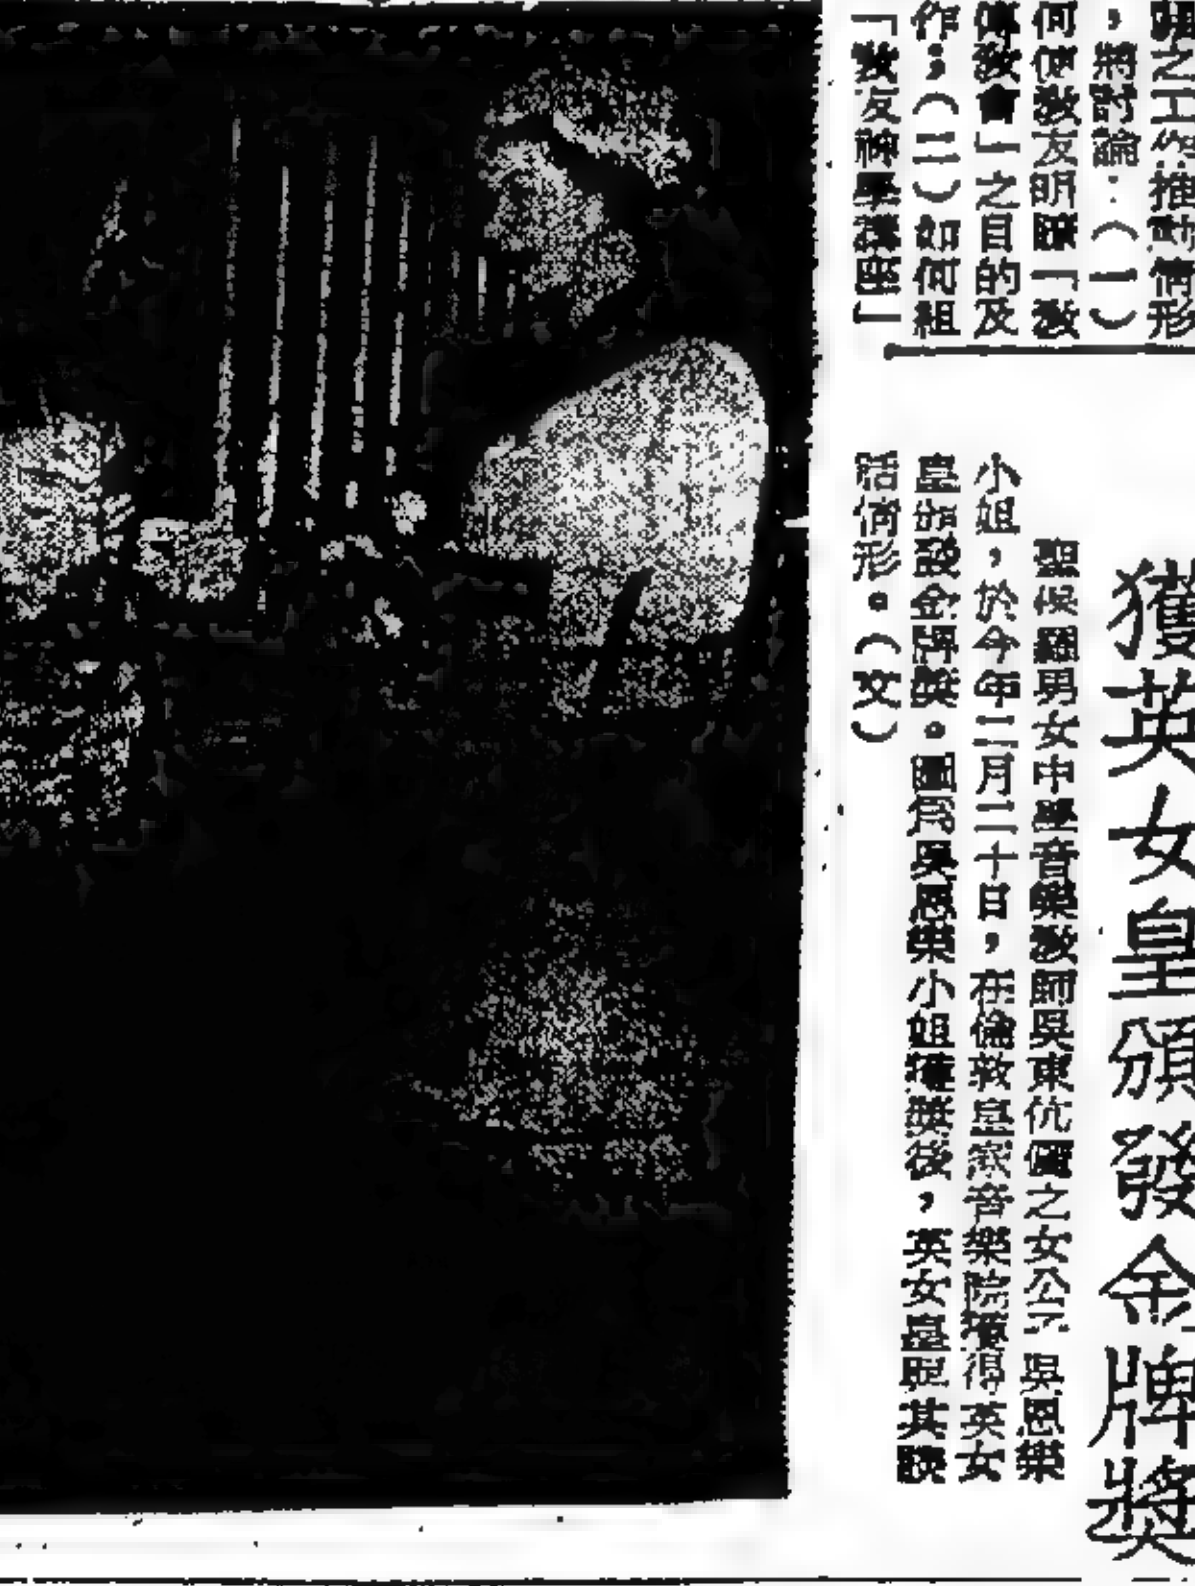 之工作推動情形
，將討論：（一）
何使教友明瞭「教
傳教會」之目的及
作；（二）如何組
「教友神學講座」
獲英女皇頒發金牌獎
聖保羅男女中學音樂教師吳東伉儷之女公子吳恩樂
小姐，於今年二月二十日，在倫敦皇家音樂院獲得英女
皇頒發金牌獎。圖為吳恩樂小姐獲獎後，英女皇與其談
話情形。（文）